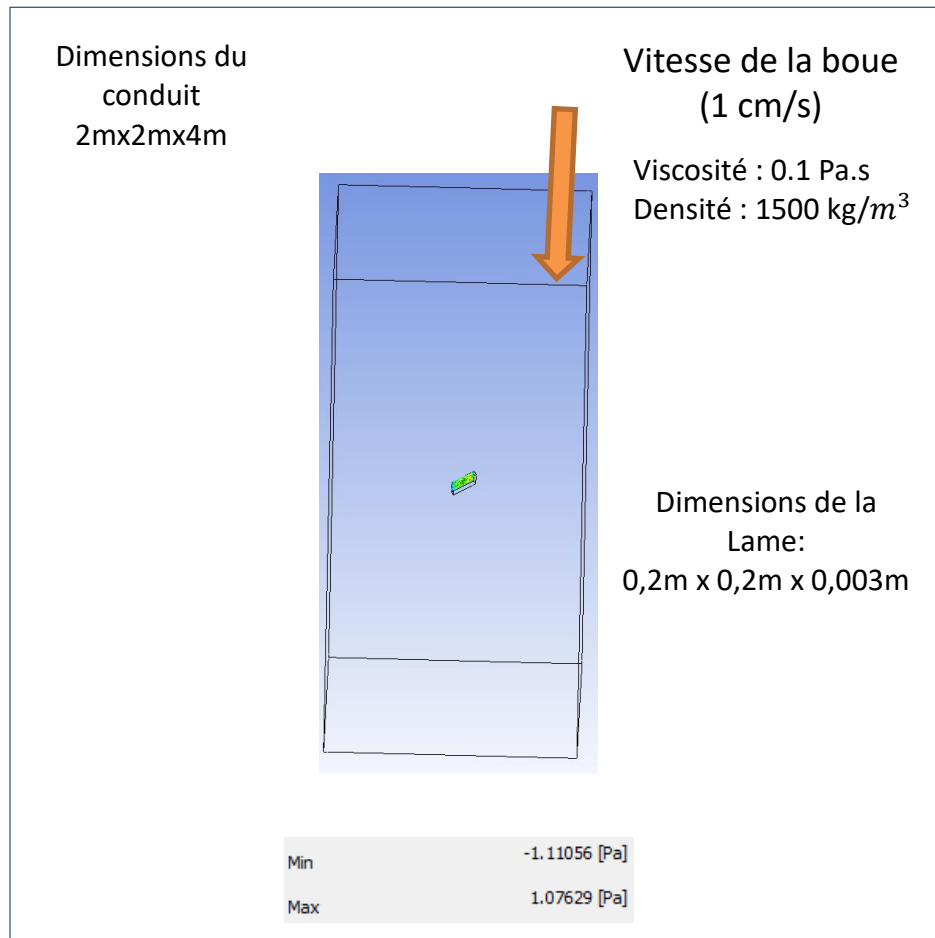 Dimensions du
conduit
2mx2mx4m
Vitesse de la boue
(1 cm/s)
Viscosité : 0.1 Pa.s
Densité : 1500 kg/m³
Dimensions de la
Lame:
0,2m x 0,2m x 0,003m
Min -1.11056 [Pa]
Max 1.07629 [Pa]